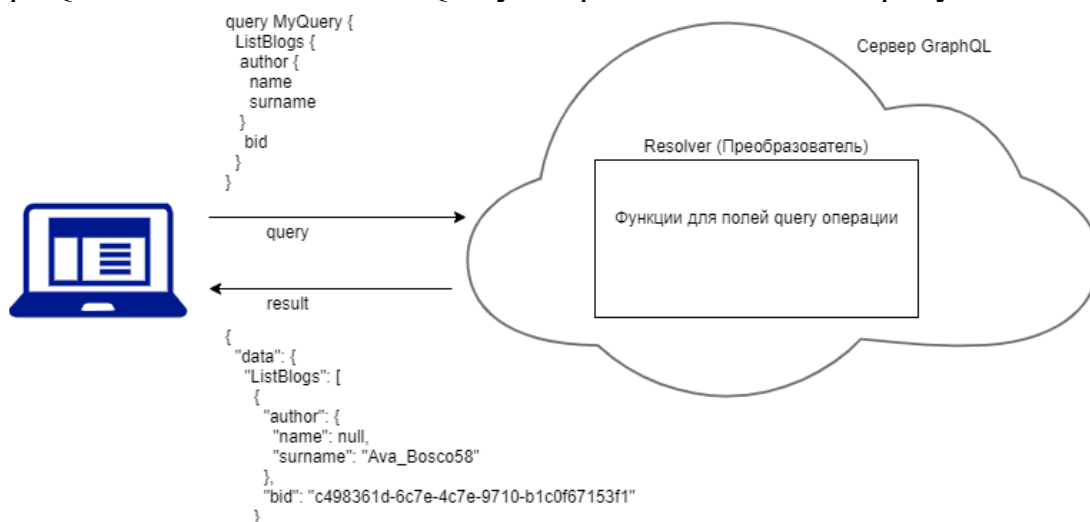 query MyQuery {
ListBlogs {
author {
name
surname
}
bid
}
}
Сервер GraphQL
Resolver (Преобразователь)
Функции для полей query операции
query
result
{
"data": {
"ListBlogs": [
{
"author": {
"name": null,
"surname": "Ava_Bosco58"
},
"bid": "c498361d-6c7e-4c7e-9710-b1c0f67153f1"
}